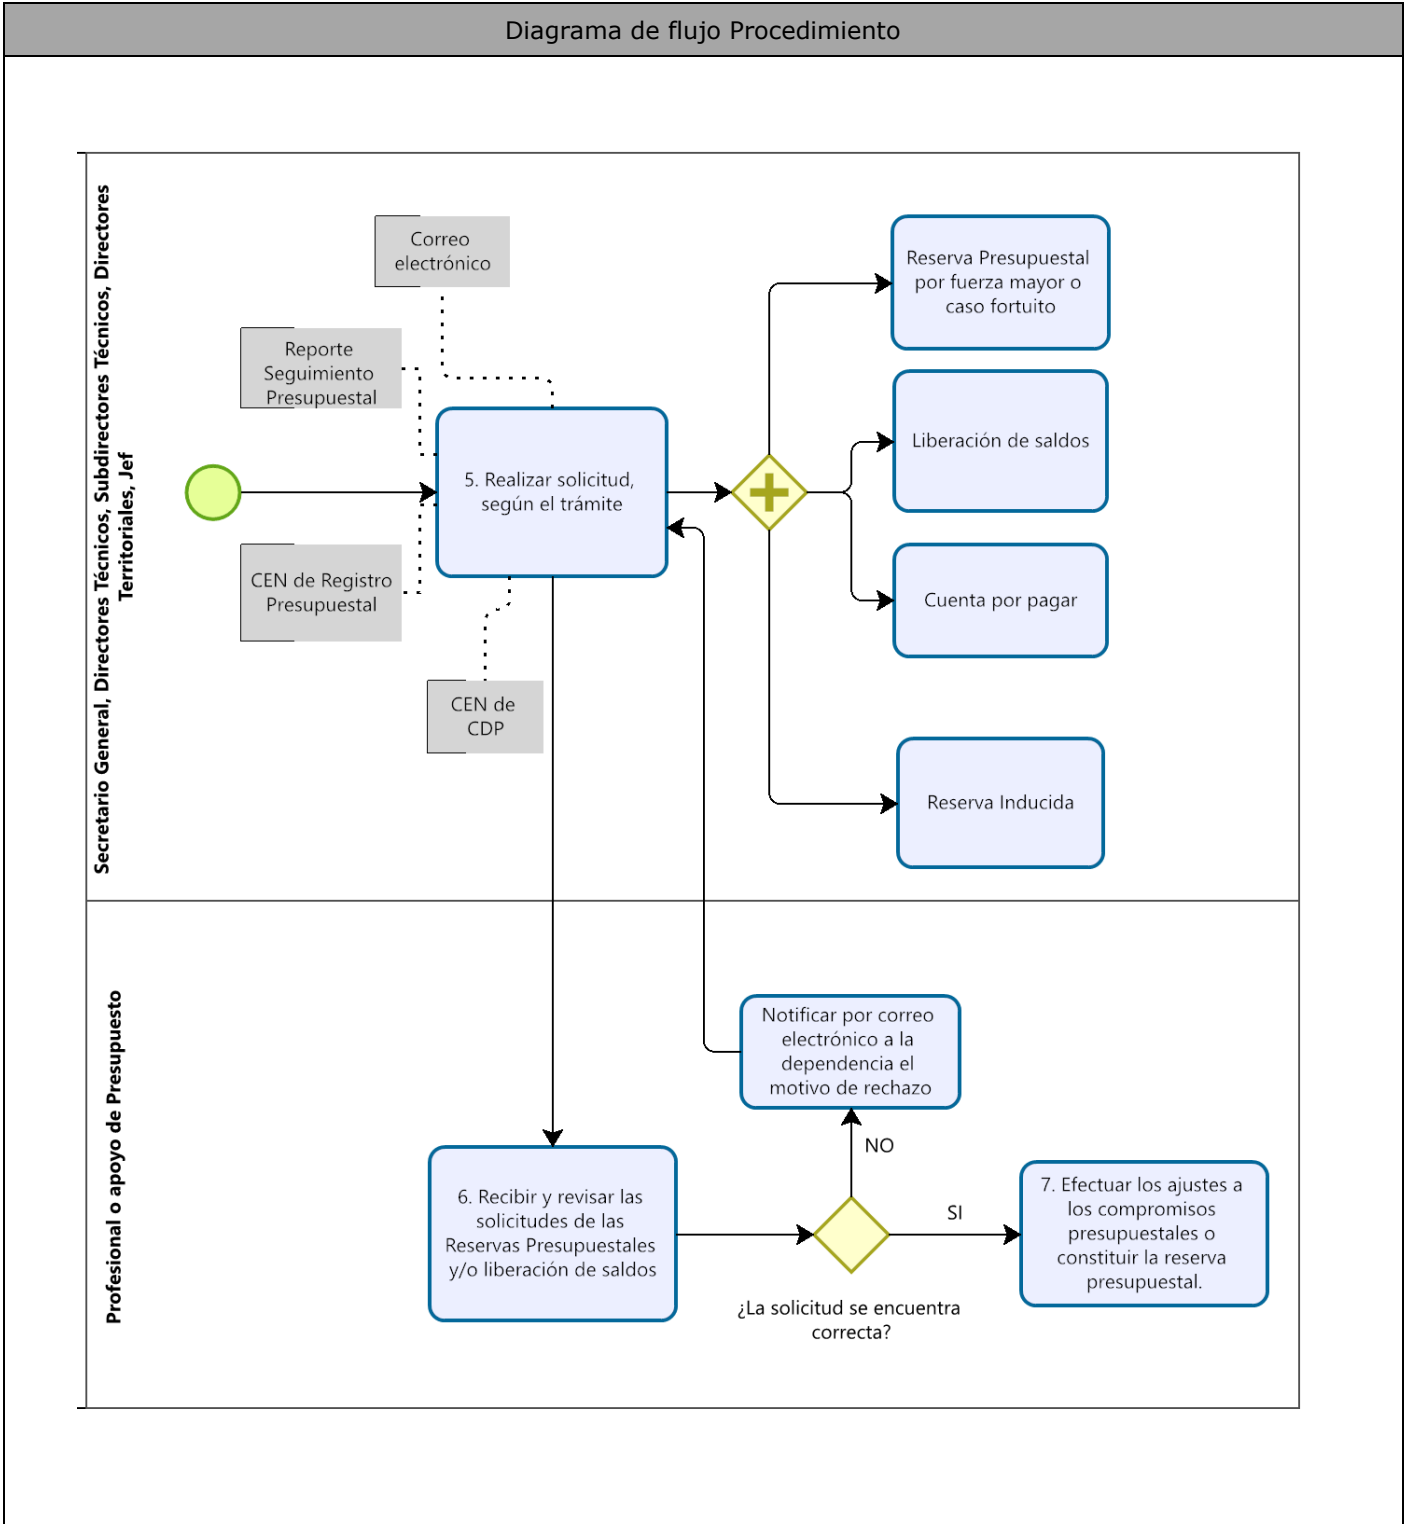 Diagrama de flujo Procedimiento
Secretario General, Directores Técnicos, Subdirectores Técnicos, Directores
Territoriales, Jef
Correo
electrónico
Reporte
Seguimiento
Presupuestal
5. Realizar solicitud,
según el trámite
CEN de Registro
Presupuestal
CEN de
CDP
Reserva Presupuestal
por fuerza mayor o
caso fortuito
Liberación de saldos
Cuenta por pagar
Reserva Inducida
Profesional o apoyo de Presupuesto
Notificar por correo
electrónico a la
dependencia el
motivo de rechazo
NO
6. Recibir y revisar las
solicitudes de las
Reservas Presupuestales
y/o liberación de saldos
¿La solicitud se encuentra
correcta?
SI
7. Efectuar los ajustes a
los compromisos
presupuestales o
constituir la reserva
presupuestal.